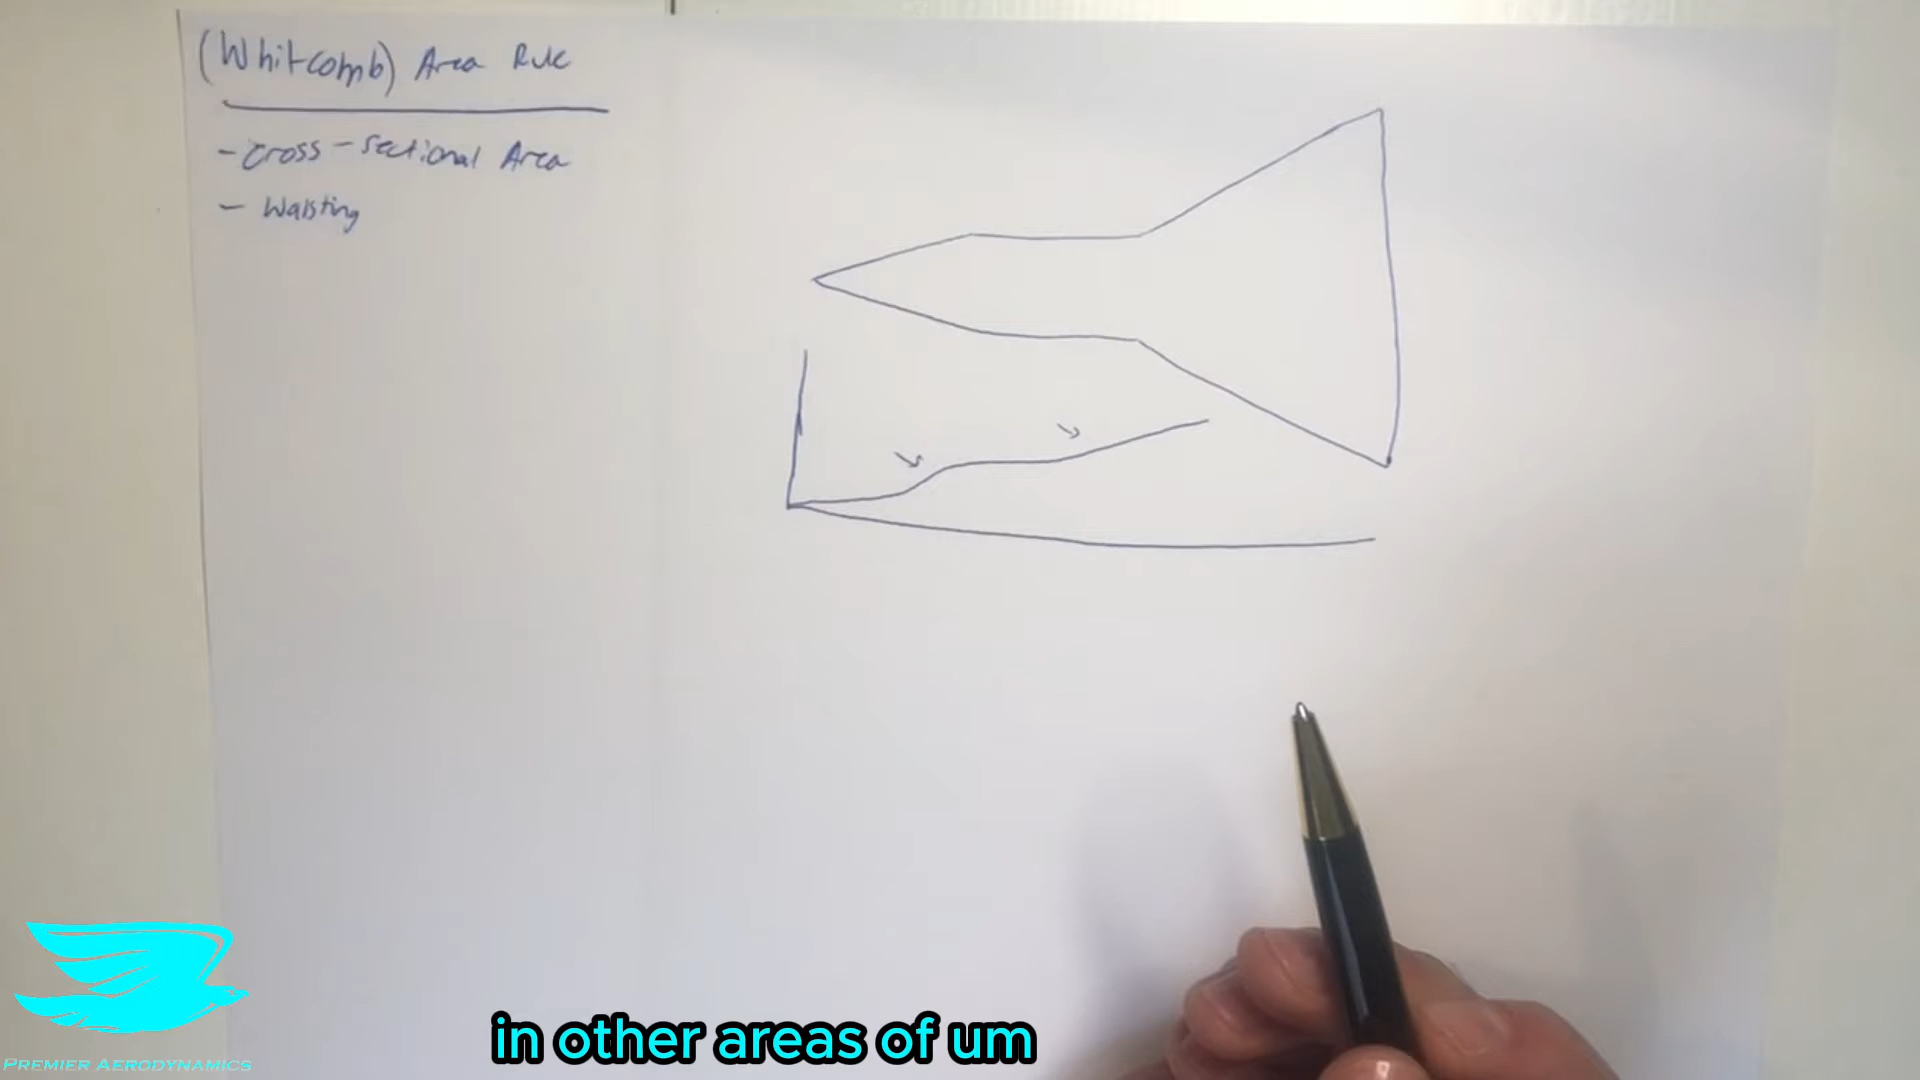 (Whitcomb) Area Rule
- Cross-Sectional Area
- Waisting
in other areas of um
PREMIER AERODYNAMICS